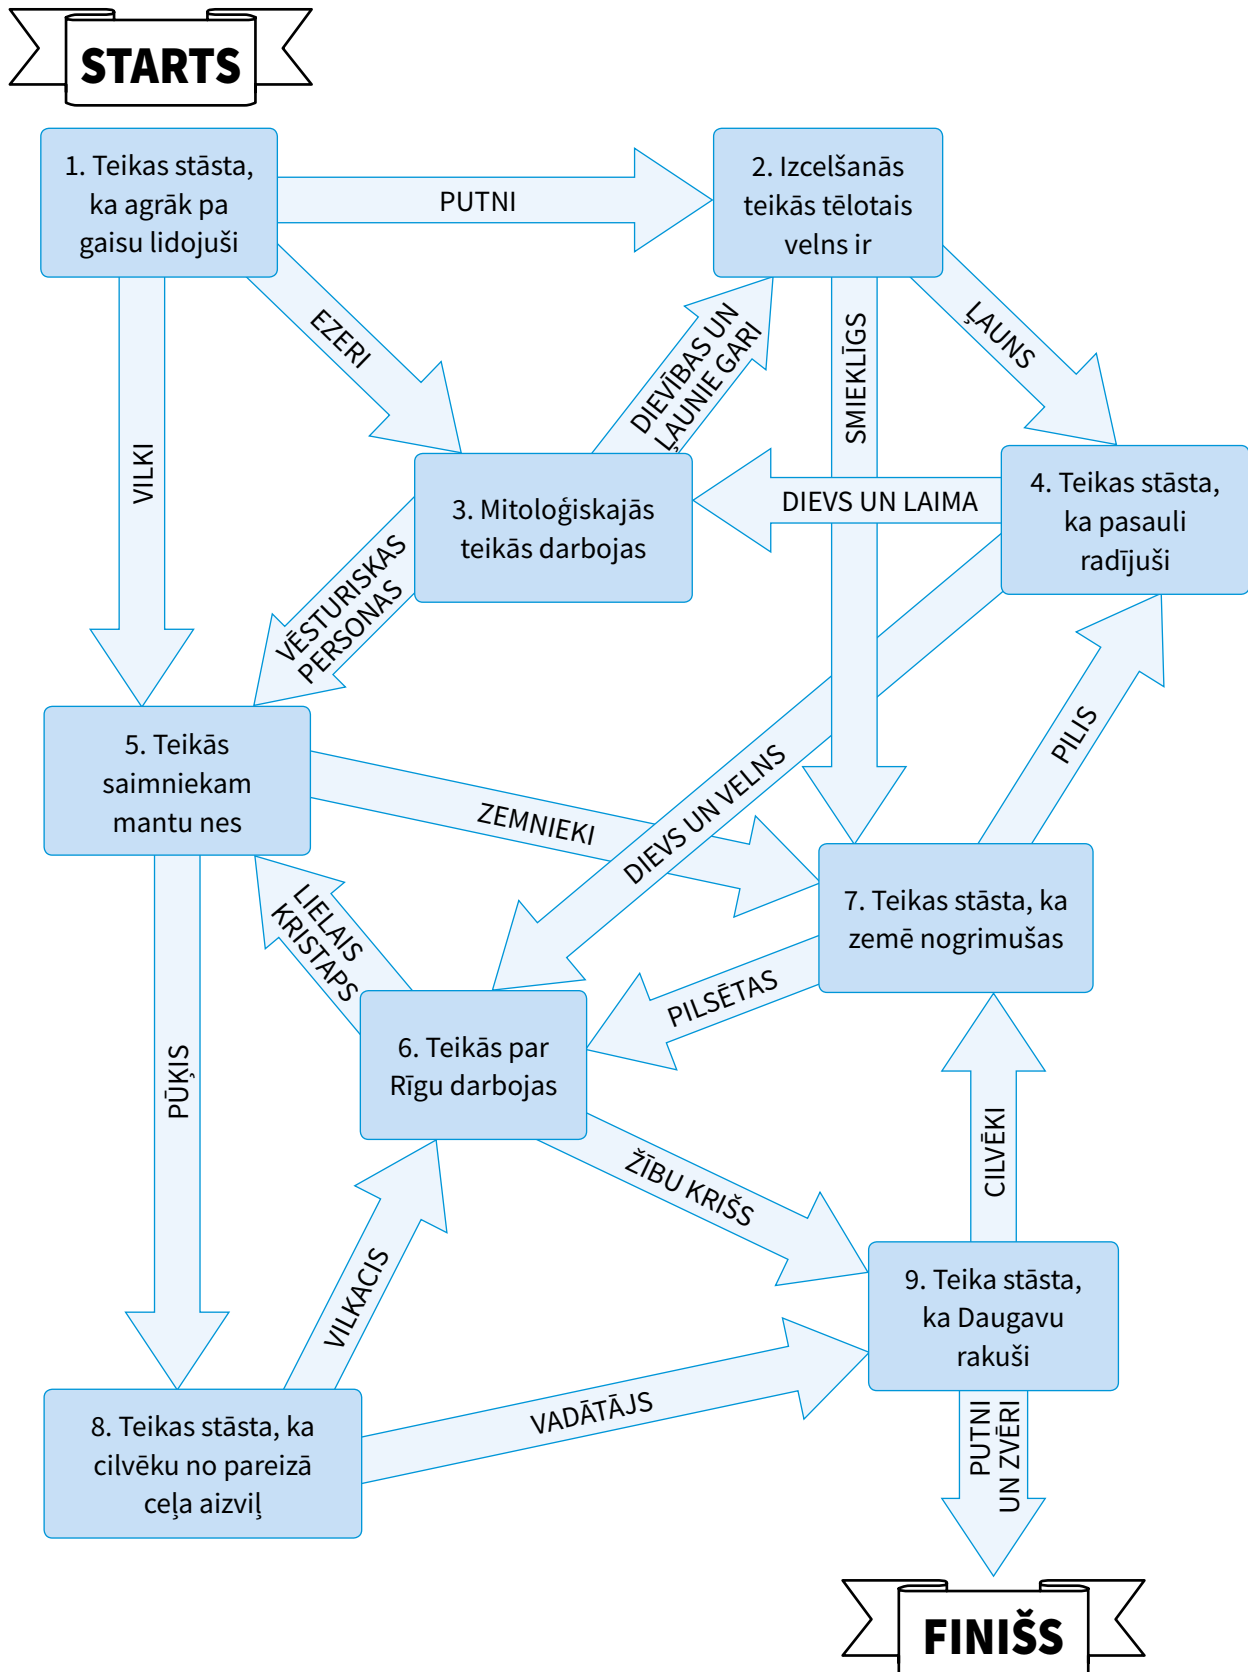 STARTS
1. Teikas stāsta,
ka agrāk pa
gaisu lidojuši
PUTNI
2. Izcelšanās
teikās tēlotais
velns ir
EZERI
VILKI
DIEVĪBAS UN
ĻAUNIE GARI
SMIEKLĪGS
ĻAUNS
3. Mitoloģiskajās
teikās darbojas
DIEVS UN LAIMA
4. Teikas stāsta,
ka pasauli
radījuši
VĒSTURISKAS
PERSONAS
DIEVS UN VELNS
PILIS
5. Teikās
saimniekam
mantu nes
ZEMNIEKI
7. Teikas stāsta, ka
zemē nogrimušas
LIELAIS
KRISTAPS
PILSĒTAS
PŪĶIS
6. Teikās par
Rīgu darbojas
ŽĪBU KRIŠS
CILVĒKI
VILKACIS
9. Teika stāsta,
ka Daugavu
rakuši
VADĀTĀJS
8. Teikas stāsta, ka
cilvēku no pareizā
ceļa aizviļ
PUTNI
UN ZVĒRI
FINIŠS